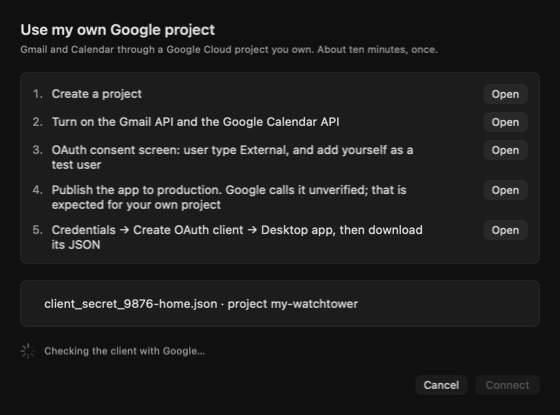 Use my own Google project
Gmail and Calendar through a Google Cloud project you own. About ten minutes, once.
1. Create a project Open
2. Turn on the Gmail API and the Google Calendar API Open
3. OAuth consent screen: user type External, and add yourself as a Open
test user
4. Publish the app to production. Google calls it unverified; that is Open
expected for your own project
5. Credentials → Create OAuth client → Desktop app, then download Open
its JSON
client_secret_9876-home.json · project my-watchtower
Checking the client with Google...
Cancel Connect